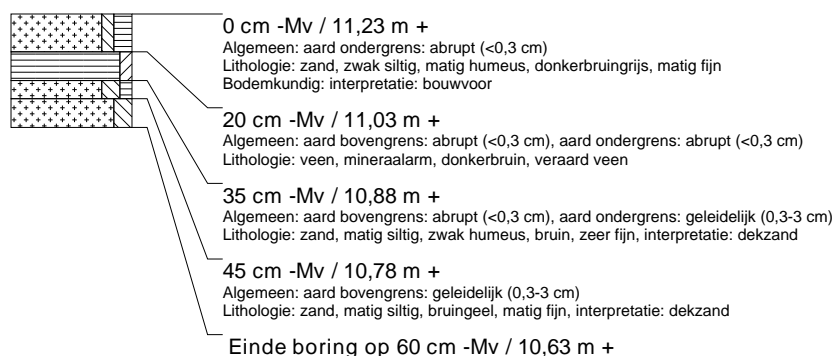 0 cm -Mv / 11,23 m +
Algemeen: aard ondergrens: abrupt (<0,3 cm)
Lithologie: zand, zwak siltig, matig humeus, donkerbruingrijs, matig fijn
Bodemkundig: interpretatie: bouwvoor
20 cm -Mv / 11,03 m +
Algemeen: aard bovengrens: abrupt (<0,3 cm), aard ondergrens: abrupt (<0,3 cm)
Lithologie: veen, mineraalarm, donkerbruin, veraard veen
35 cm -Mv / 10,88 m +
Algemeen: aard bovengrens: abrupt (<0,3 cm), aard ondergrens: geleidelijk (0,3-3 cm)
Lithologie: zand, matig siltig, zwak humeus, bruin, zeer fijn, interpretatie: dekzand
45 cm -Mv / 10,78 m +
Algemeen: aard bovengrens: geleidelijk (0,3-3 cm)
Lithologie: zand, matig siltig, bruingeel, matig fijn, interpretatie: dekzand
Einde boring op 60 cm -Mv / 10,63 m +